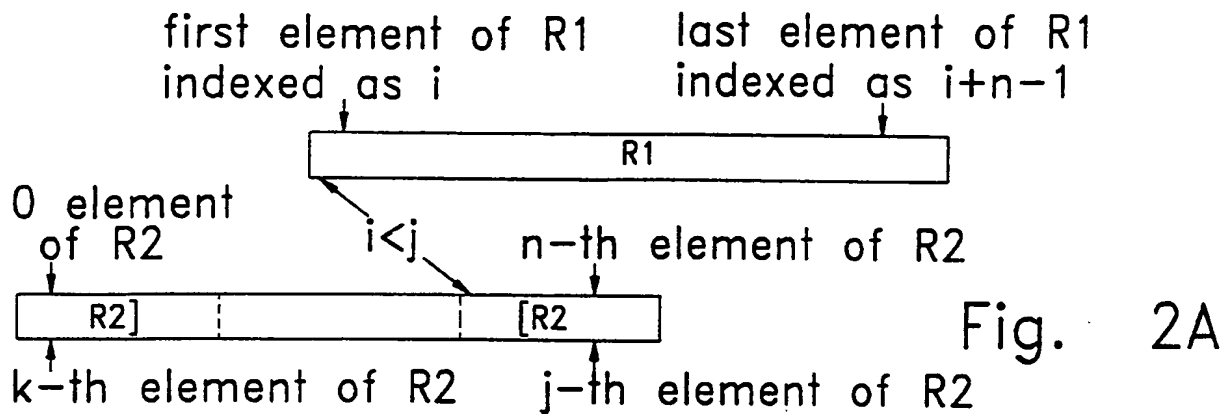 first element of R1
indexed as i
last element of R1
indexed as i+n-1
R1
0 element
of R2
i<j
n-th element of R2
R2]
[R2
k-th element of R2
j-th element of R2
Fig. 2A